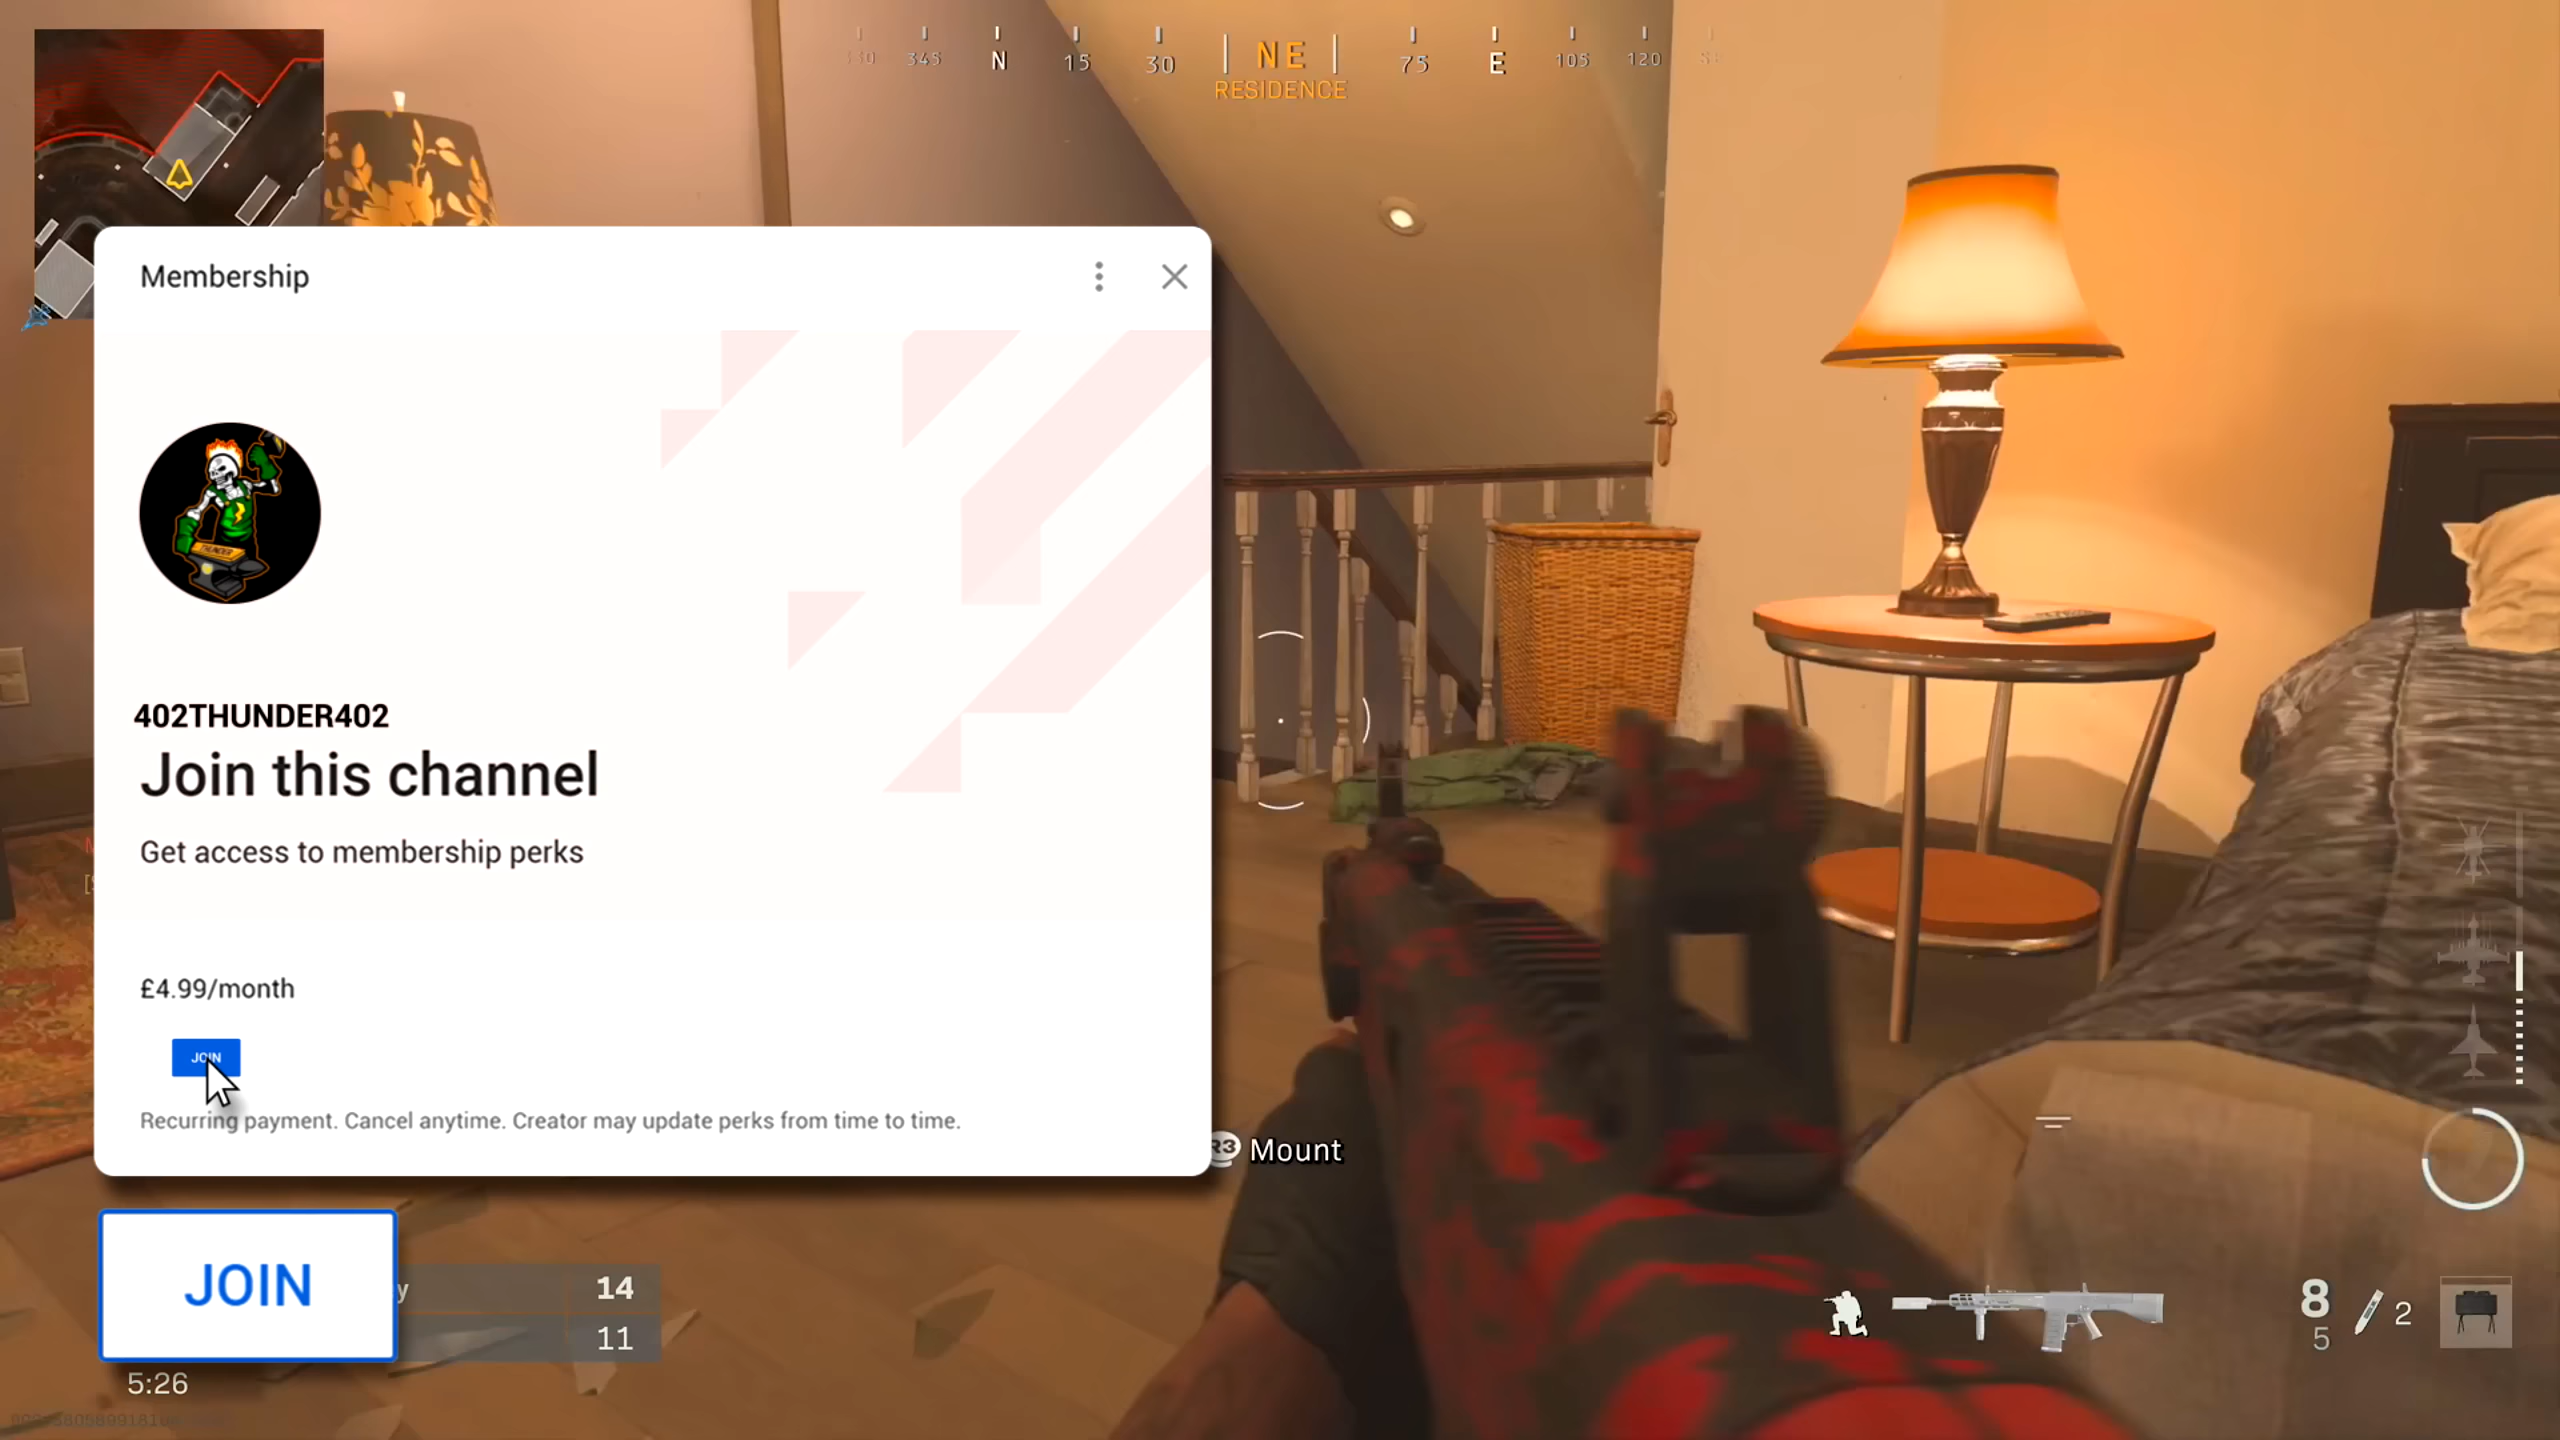 345 N 15 30 NE 75 E 105 120
RESIDENCE
Membership
THUNDER
402THUNDER402
Join this channel
Get access to membership perks
£4.99/month
JOIN
Recurring payment. Cancel anytime. Creator may update perks from time to time.
R3 Mount
JOIN
y 14
11
5:26
8
5
2